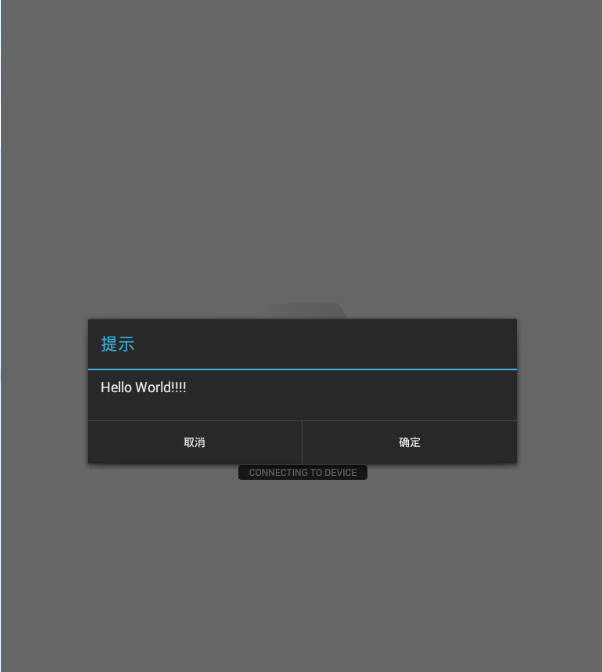 提示
Hello World!!!!
取消
确定
CONNECTING TO DEVICE